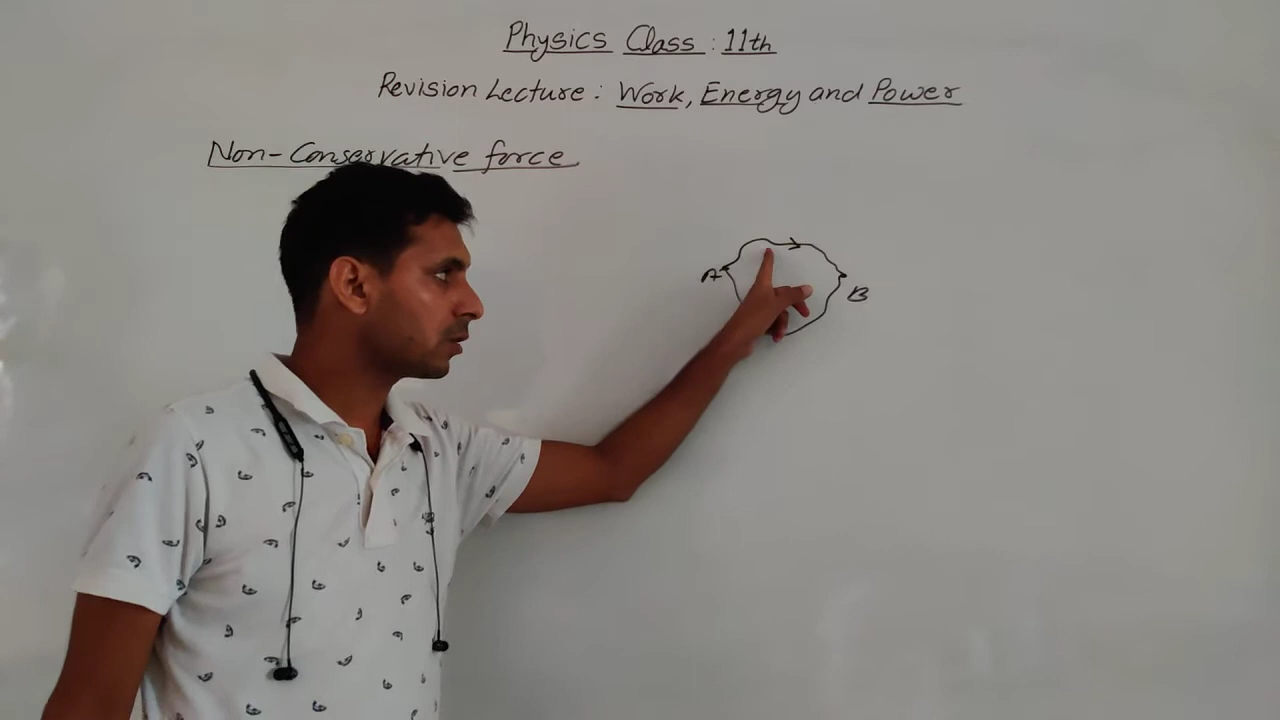 Physics Class : 11th
Revision Lecture : Work, Energy and Power
Non-Conservative force
A
B